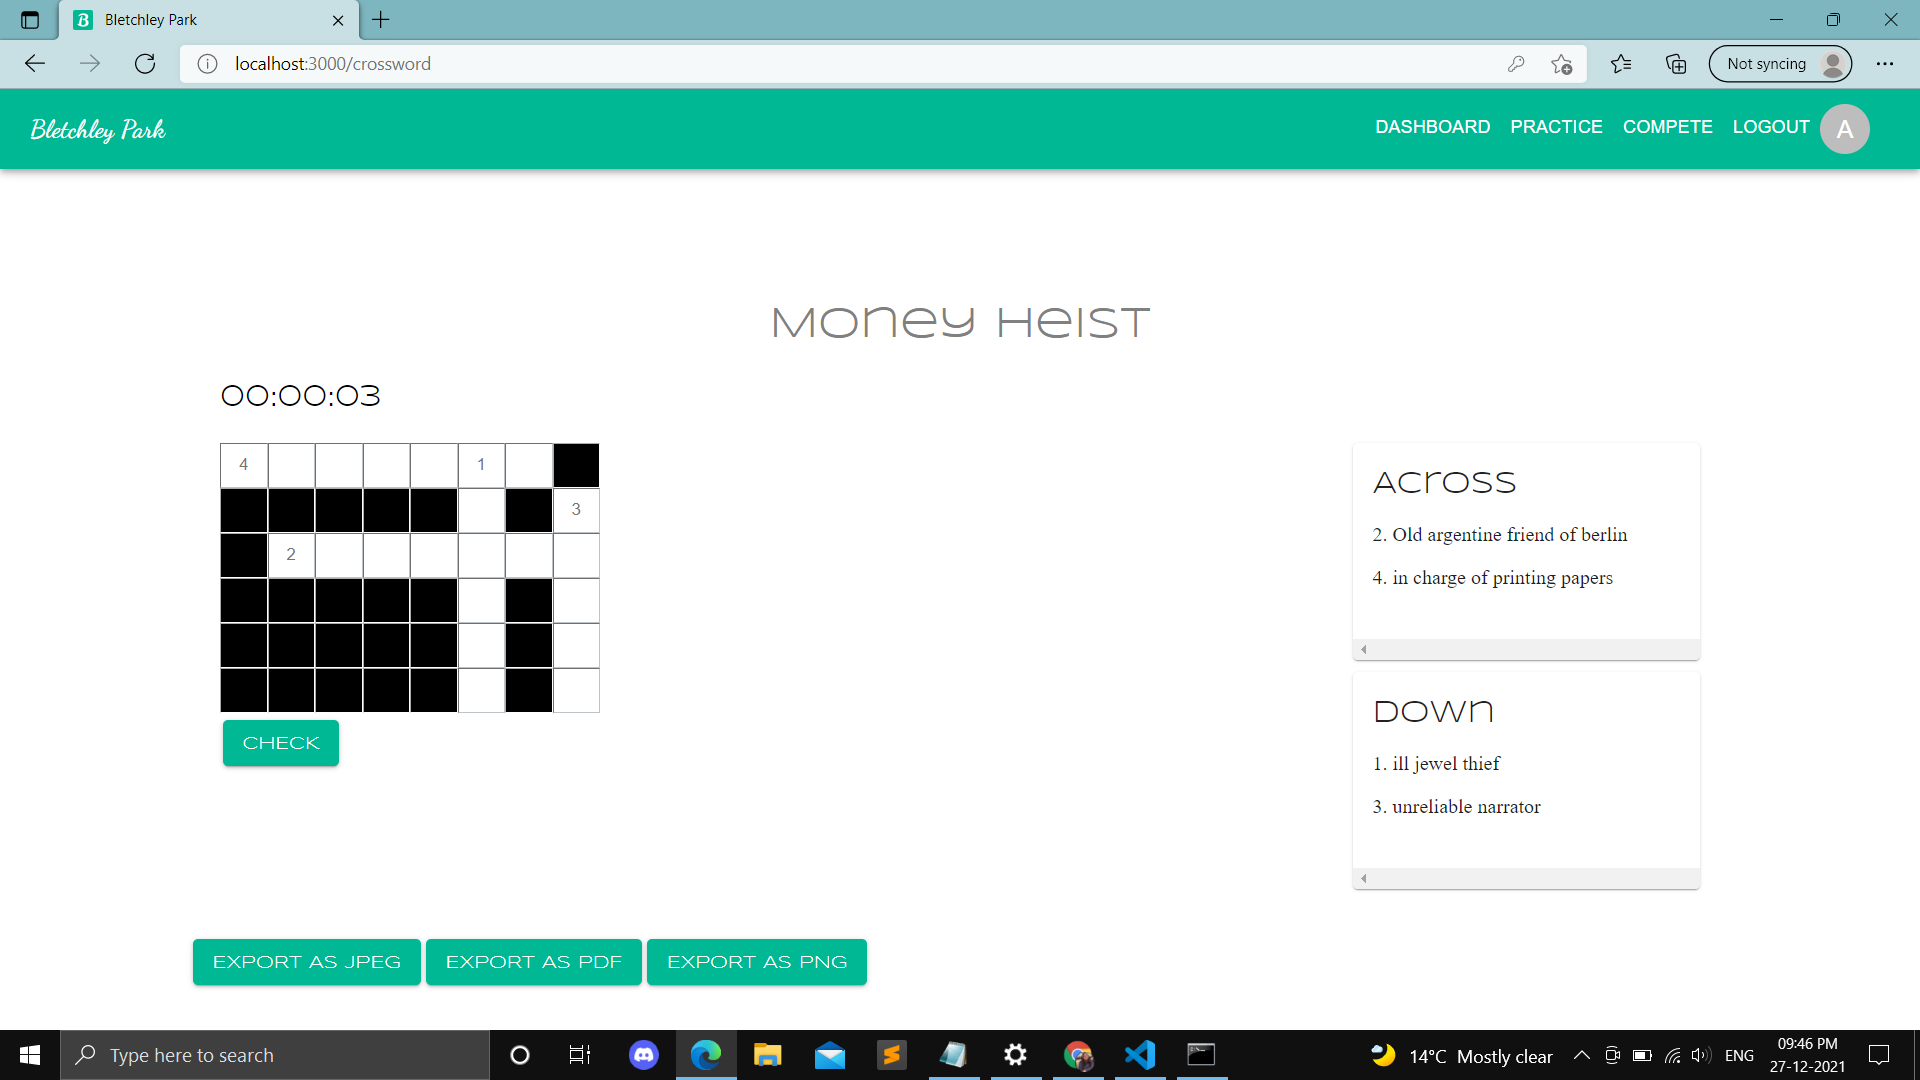 Bletchley Park
localhost:3000/crossword
Not syncing
Bletchley Park
DASHBOARD PRACTICE COMPETE LOGOUT A
Money Heist
00:00:03
4 1
3
2
CHECK
Across
2. Old argentine friend of berlin
4. in charge of printing papers
Down
1. ill jewel thief
3. unreliable narrator
EXPORT AS JPEG EXPORT AS PDF EXPORT AS PNG
Type here to search
14°C Mostly clear
ENG
09:46 PM
27-12-2021